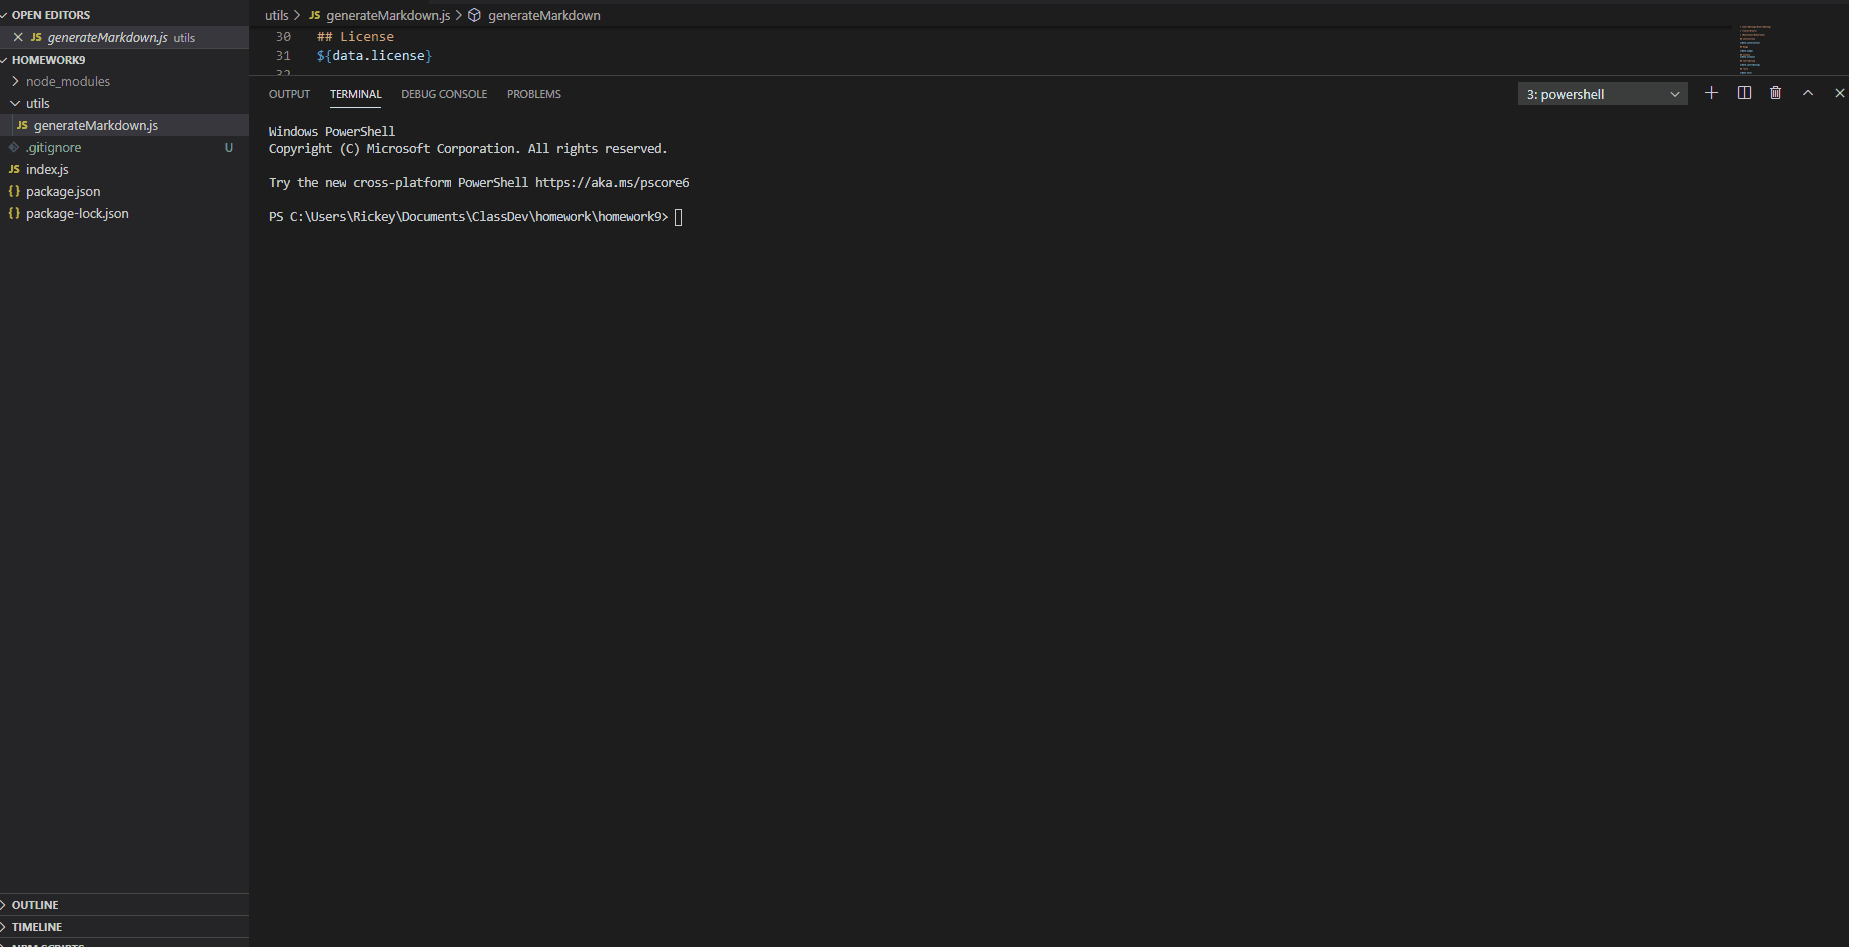 OPEN EDITORS
JS generateMarkdown.js utils
HOMEWORK9
node_modules
utils
JS generateMarkdown.js
.gitignore U
JS index.js
{} package.json
{} package-lock.json
OUTLINE
TIMELINE
NPM SCRIPTS
utils > JS generateMarkdown.js > generateMarkdown
30 ## License
31 ${data.license}
32
OUTPUT TERMINAL DEBUG CONSOLE PROBLEMS
3: powershell
Windows PowerShell
Copyright (C) Microsoft Corporation. All rights reserved.
Try the new cross-platform PowerShell https://aka.ms/pscore6
PS C:\Users\Rickey\Documents\ClassDev\homework\homework9>